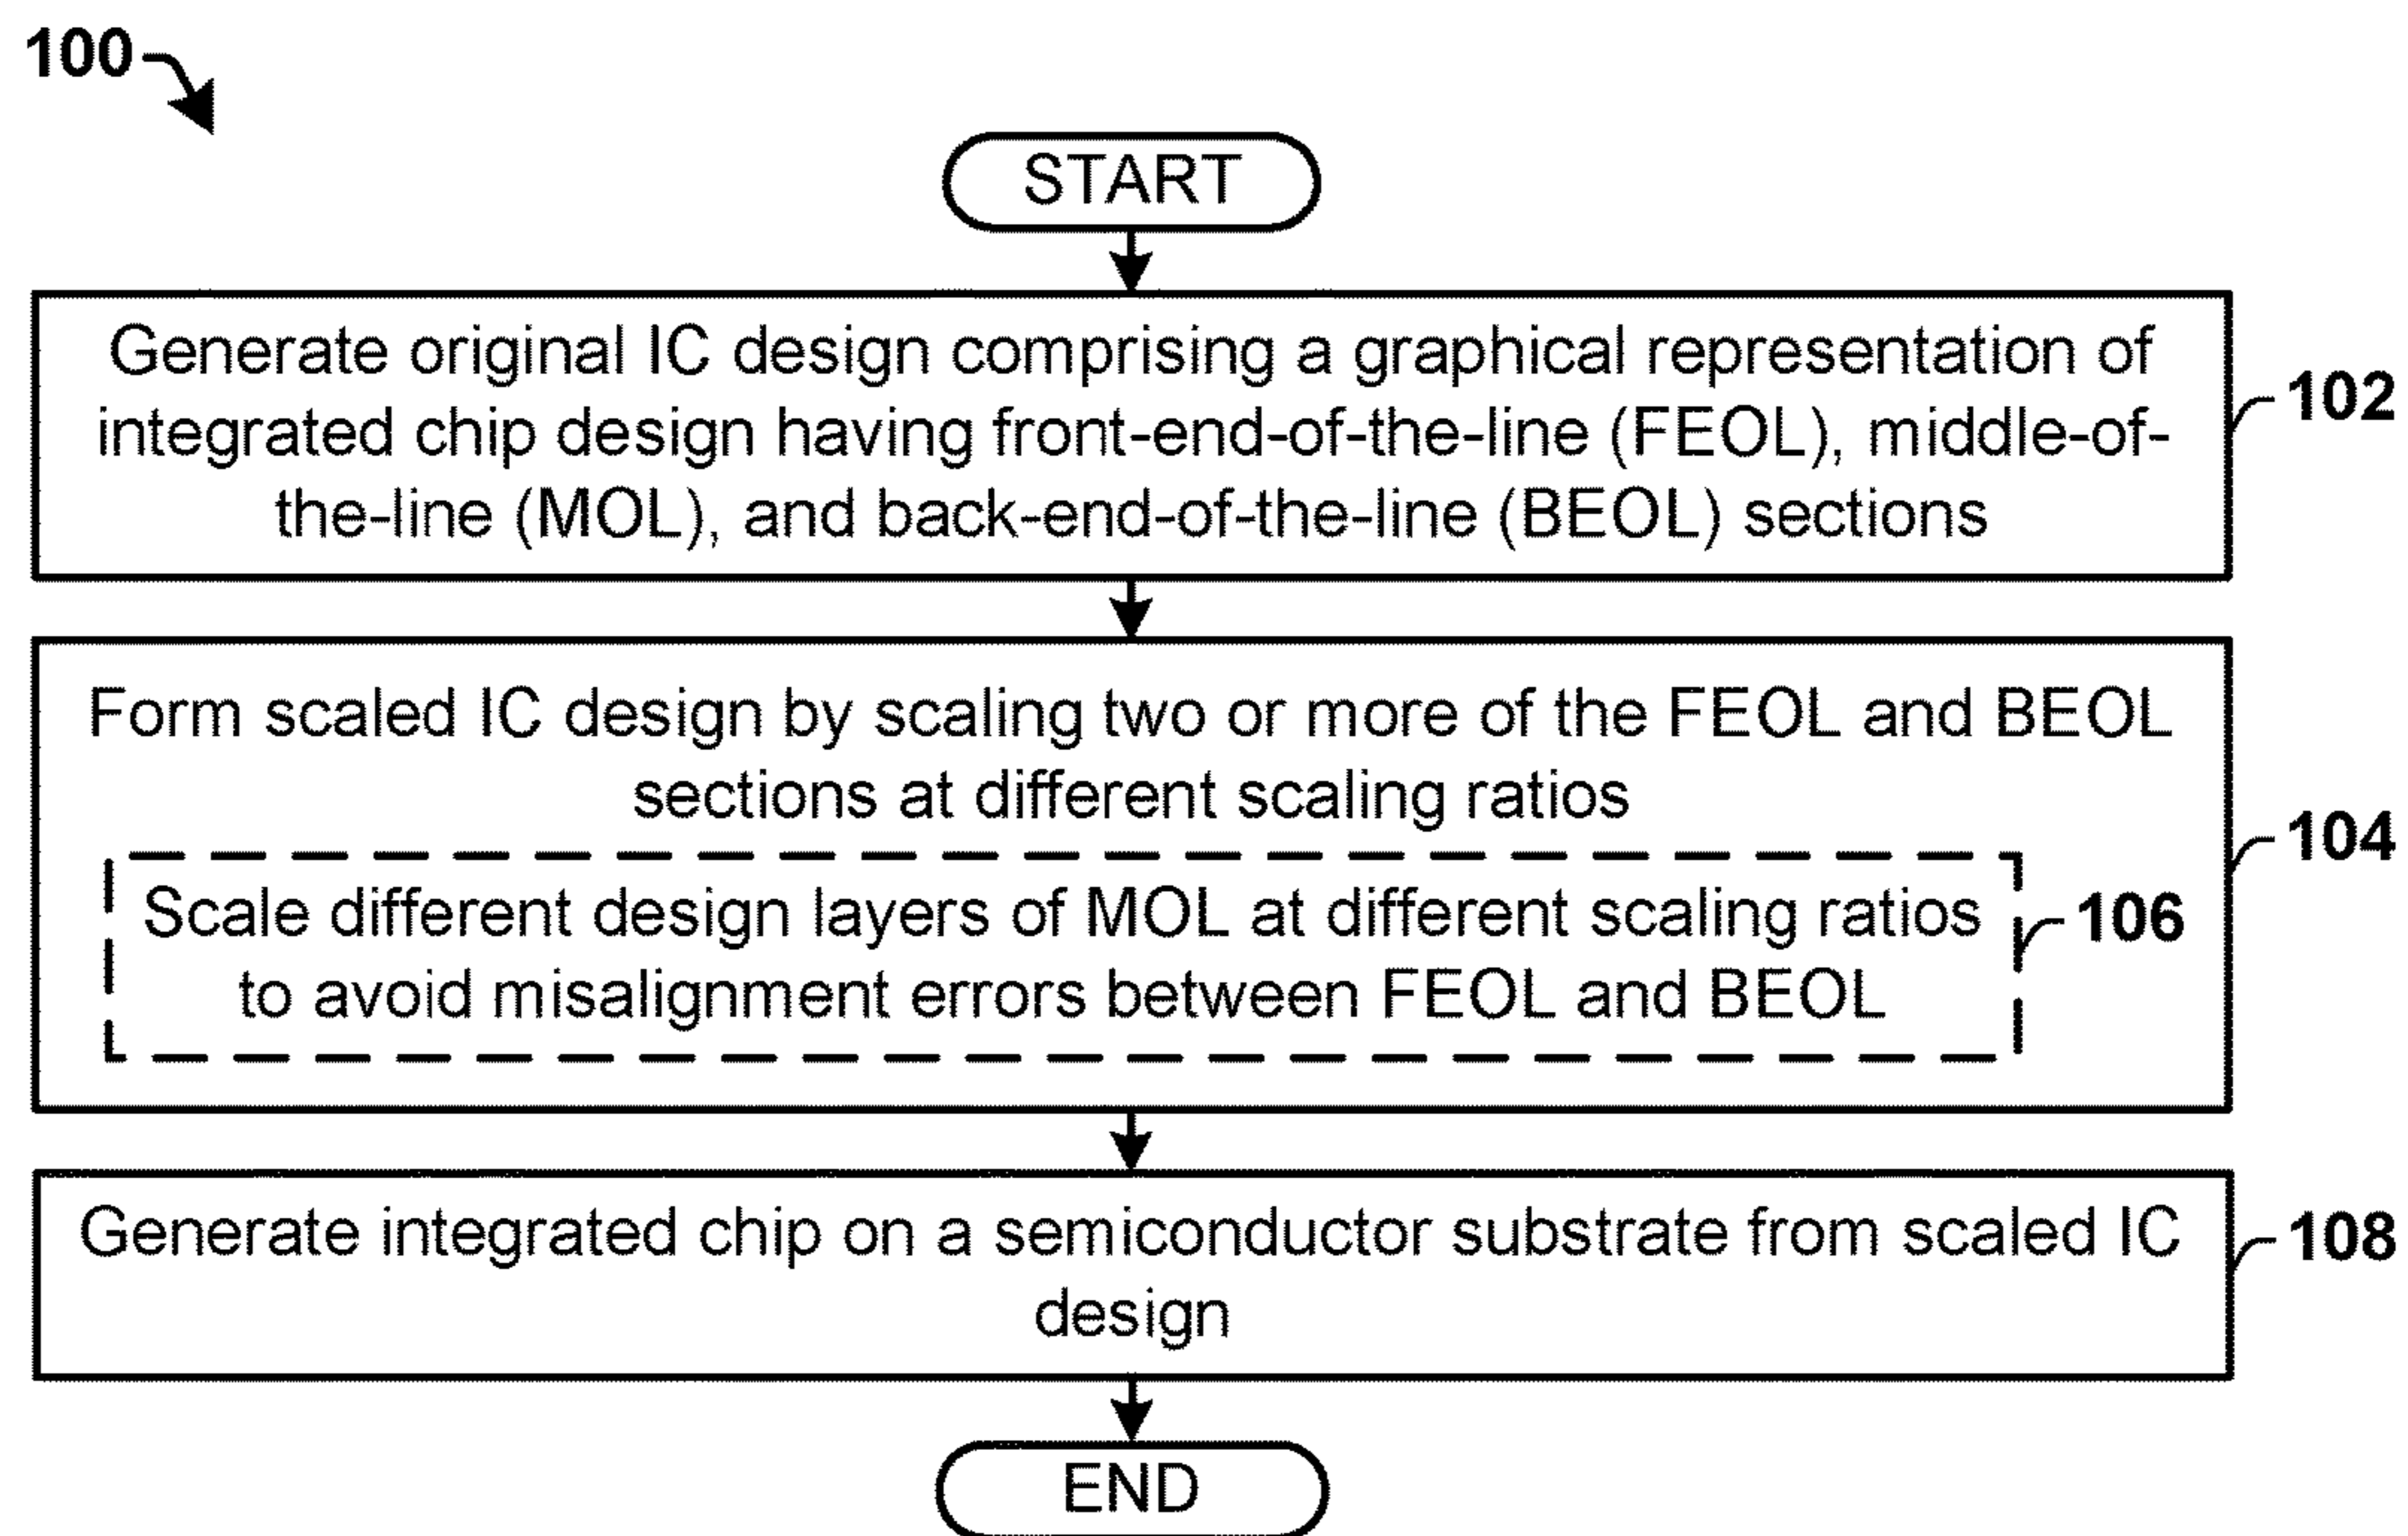 100
START
Generate original IC design comprising a graphical representation of
integrated chip design having front-end-of-the-line (FEOL), middle-of-
the-line (MOL), and back-end-of-the-line (BEOL) sections
102
Form scaled IC design by scaling two or more of the FEOL and BEOL
sections at different scaling ratios
104
Scale different design layers of MOL at different scaling ratios
to avoid misalignment errors between FEOL and BEOL
106
Generate integrated chip on a semiconductor substrate from scaled IC
design
108
END